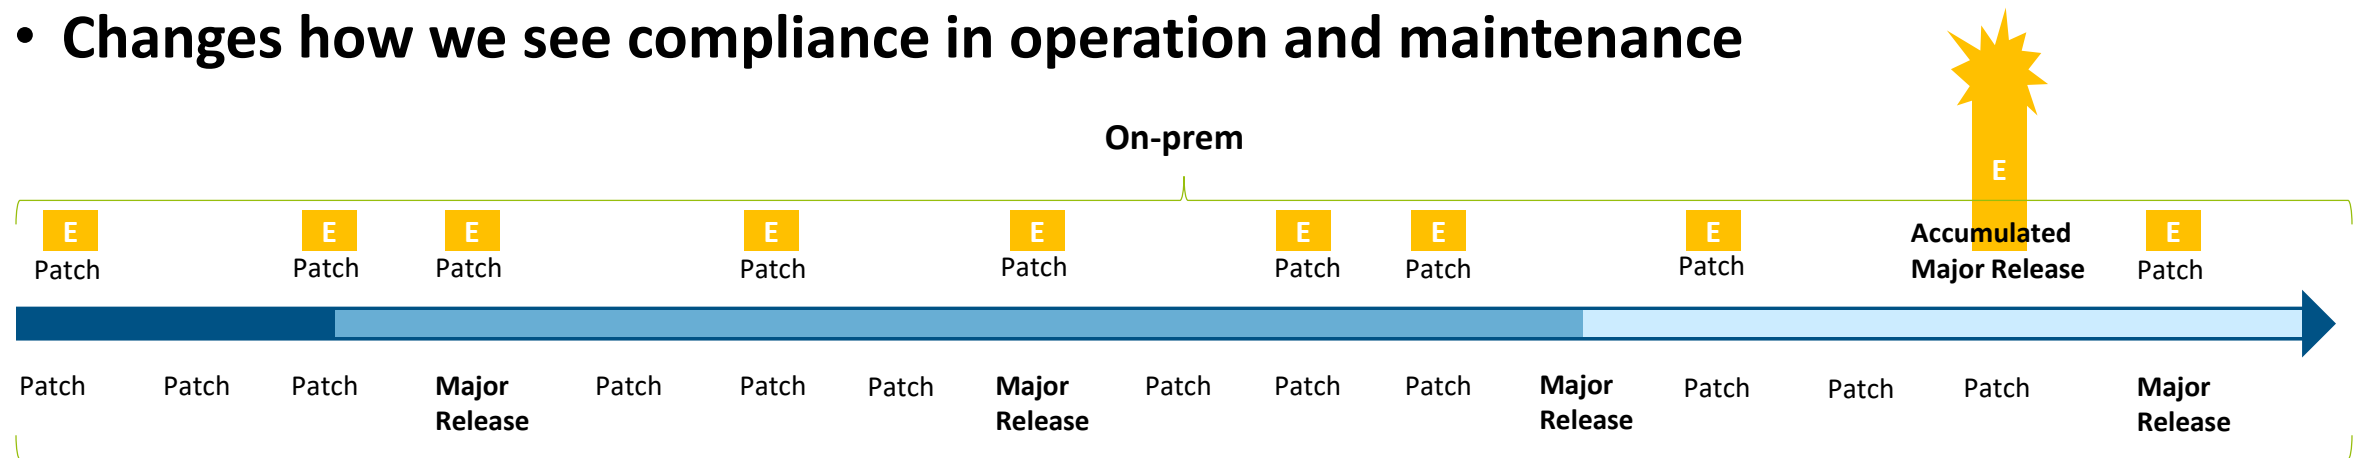 • Changes how we see compliance in operation and maintenance
On-prem
E
E E E E E E E E E
Patch Patch Patch Patch Patch Patch Patch Patch Accumulated Major Release Patch
Patch Patch Patch Major Release Patch Patch Patch Major Release Patch Patch Patch Major Release Patch Patch Patch Major Release